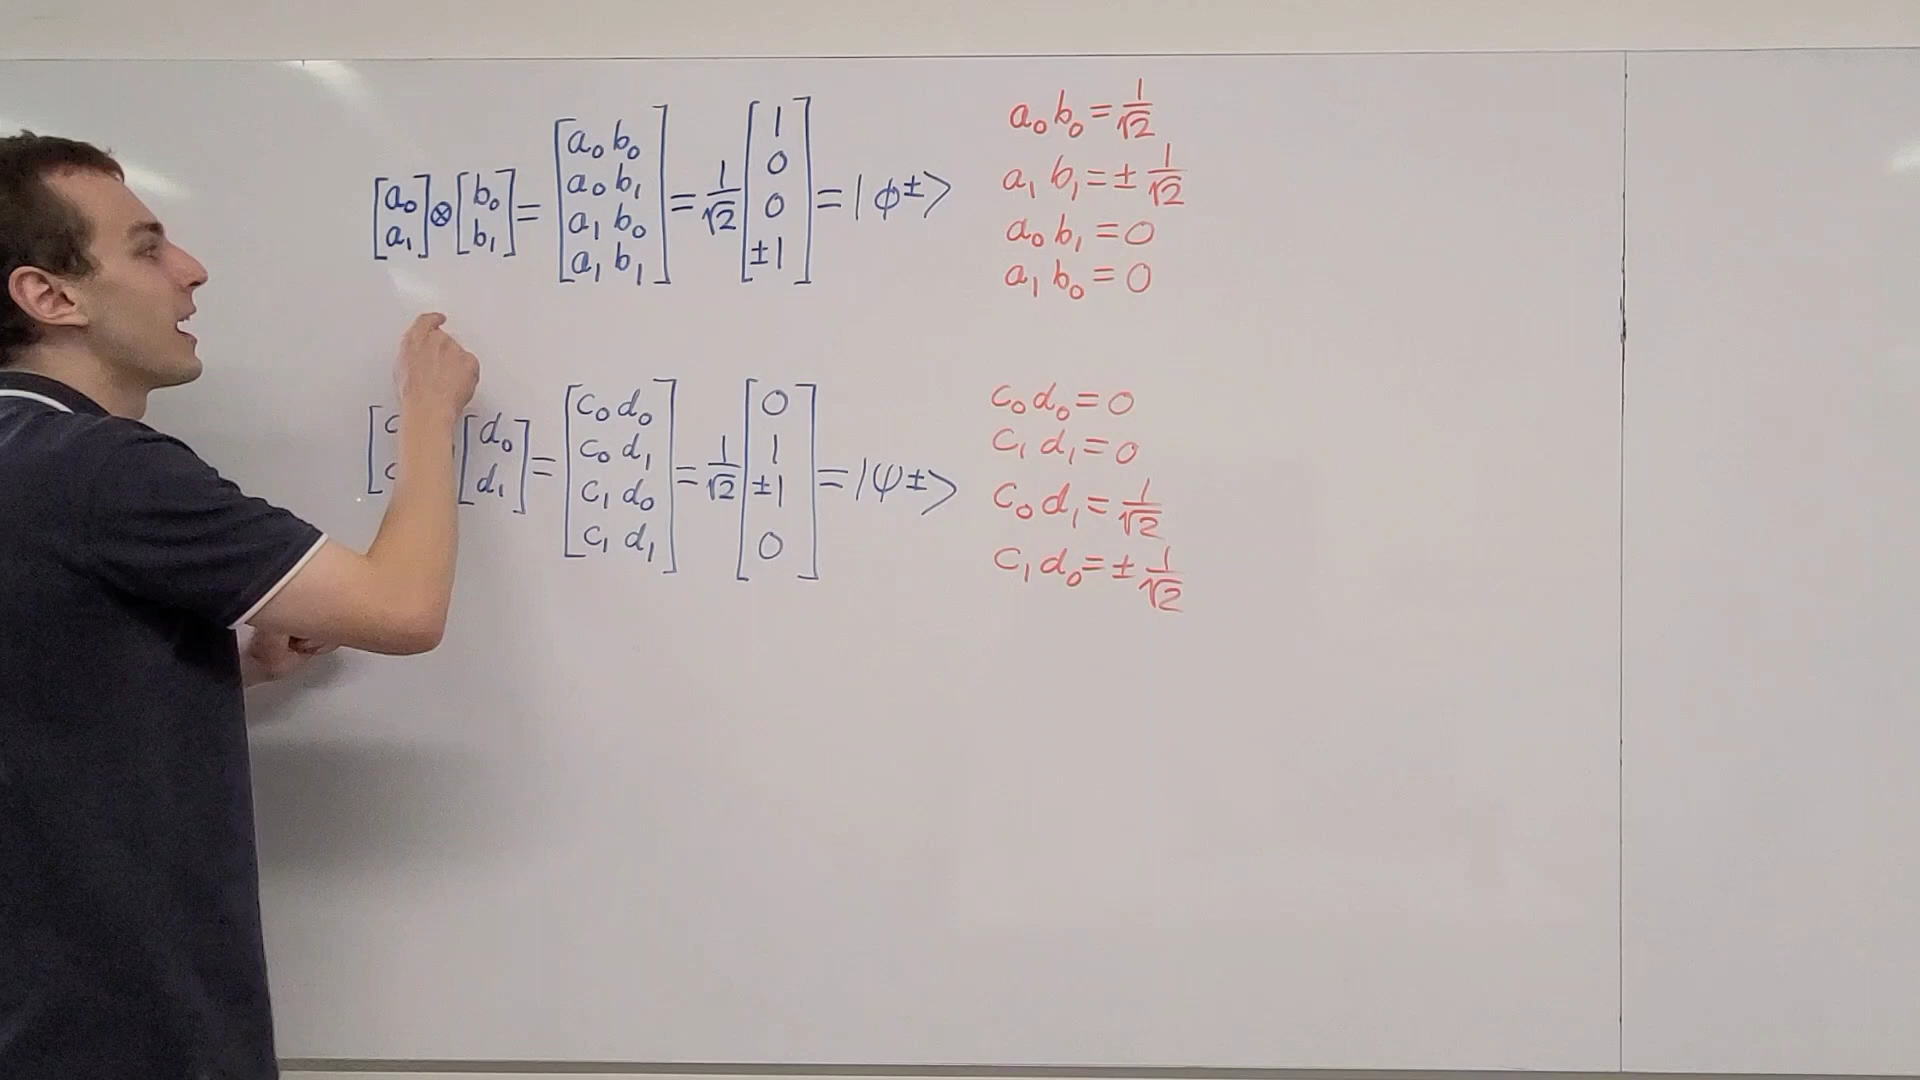 [a₀ a₁] ⊗ [b₀ b₁] = [a₀b₀ a₀b₁ a₁b₀ a₁b₁] = 1/√2 [1 0 0 ±1] = |ϕ±>
a₀b₀ = 1/√2
a₁b₁ = ± 1/√2
a₀b₁ = 0
a₁b₀ = 0
[d₀ d₁] = [c₀d₀ c₀d₁ c₁d₀ c₁d₁] = 1/√2 [0 1 ±1 0] = |ψ±>
c₀d₀ = 0
c₁d₁ = 0
c₀d₁ = 1/√2
c₁d₀ = ± 1/√2